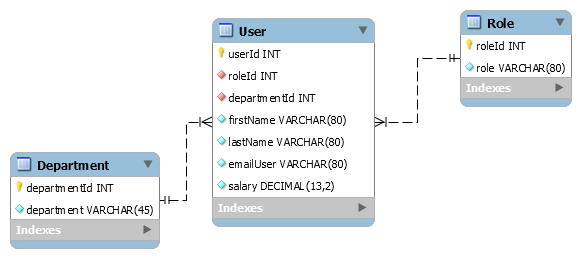 User
userId INT
roleId INT
departmentId INT
firstName VARCHAR(80)
lastName VARCHAR(80)
emailUser VARCHAR(80)
salary DECIMAL(13,2)
Indexes
Role
roleId INT
role VARCHAR(80)
Indexes
Department
departmentId INT
department VARCHAR(45)
Indexes